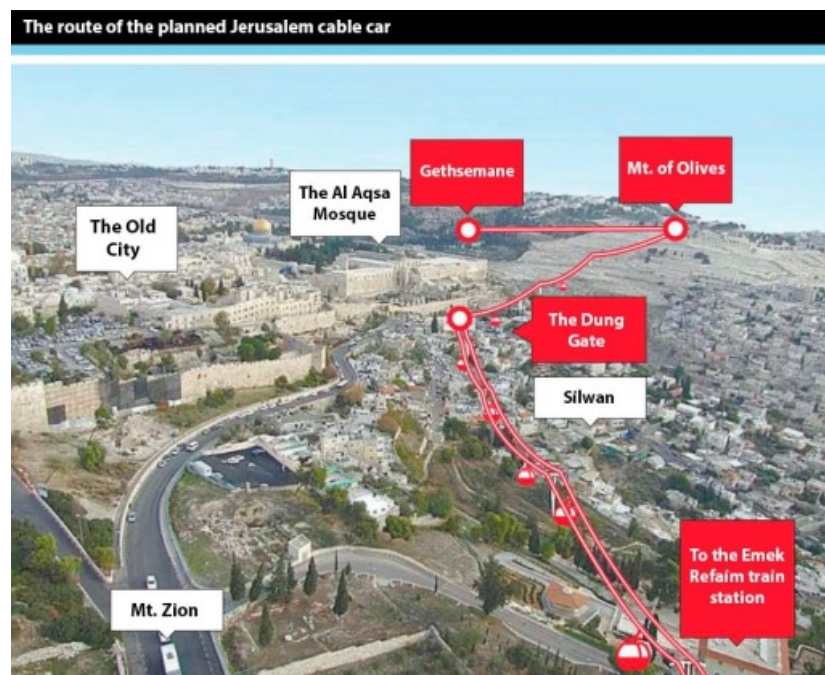 The route of the planned Jerusalem cable car
Gethsemane
Mt. of Olives
The Al Aqsa
Mosque
The Old
City
The Dung
Gate
Silwan
To the Emek
Refaim train
station
Mt. Zion